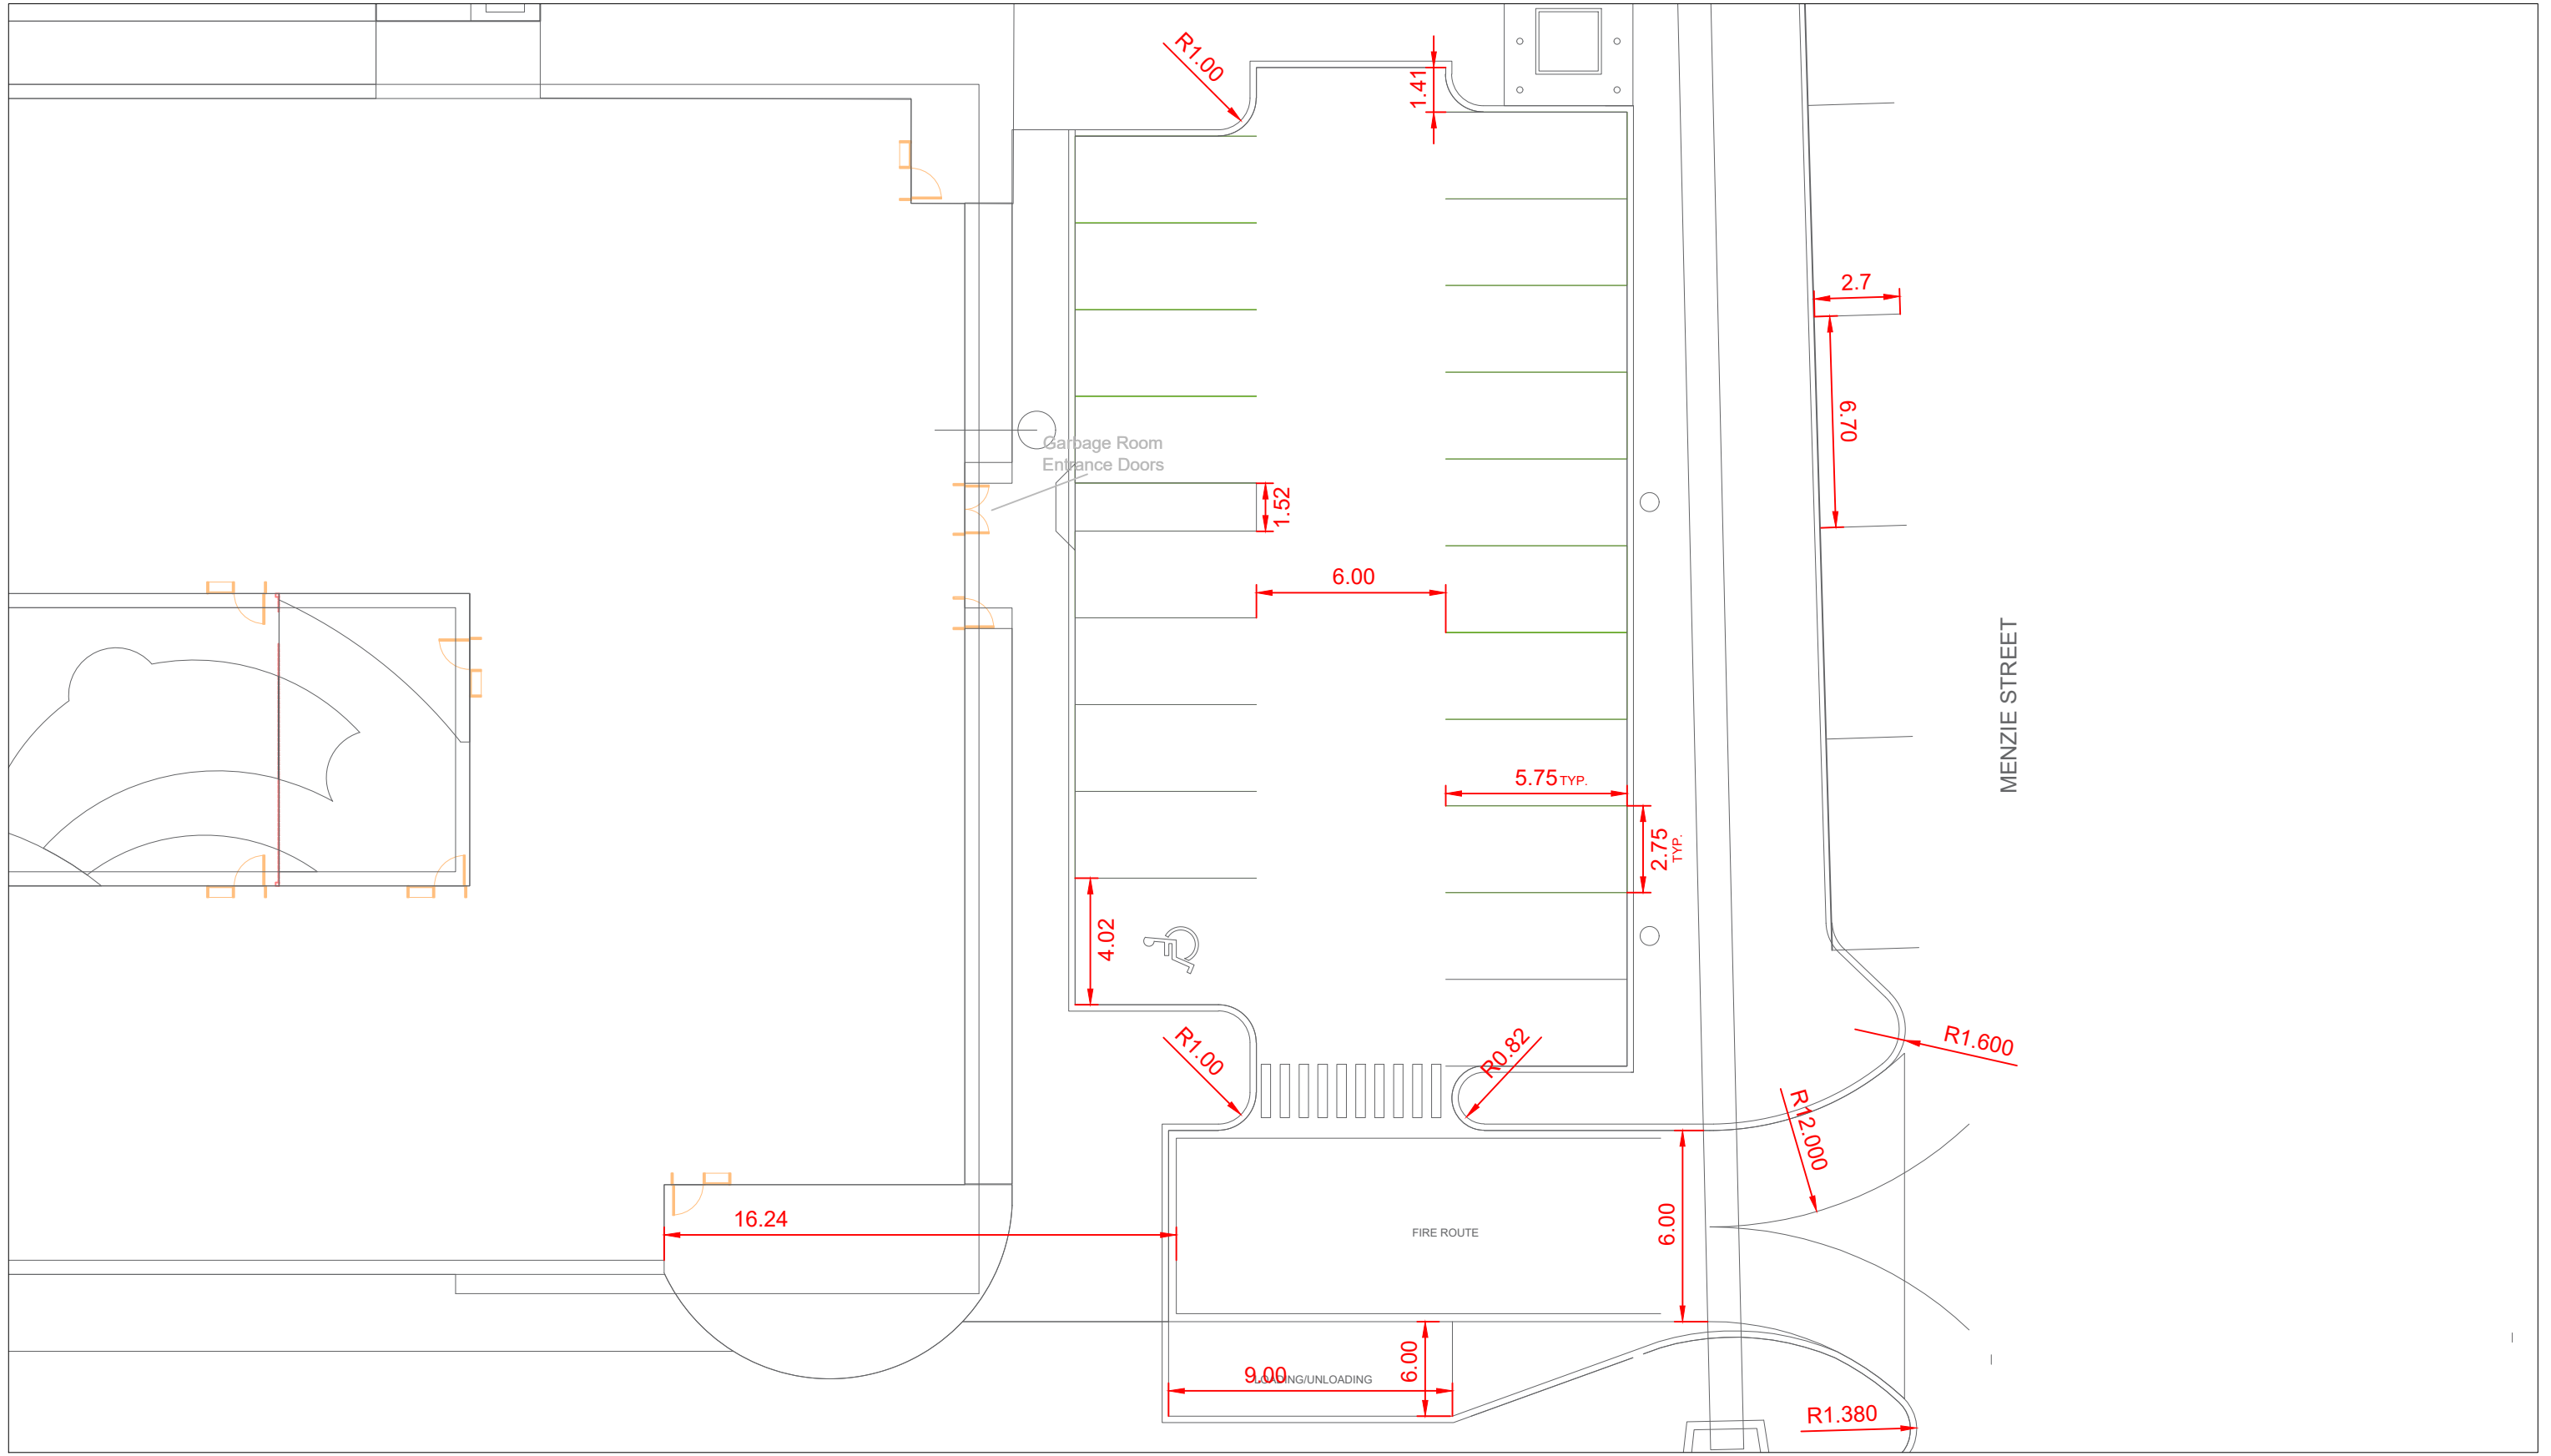 R1.00
1.41
2.7
6.70
Garbage Room
Entrance Doors
1.52
6.00
MENZIE STREET
5.75 TYP.
2.75
TYP.
4.02
R1.00
R0.82
R1.600
R12.000
16.24
FIRE ROUTE
6.00
6.00
9.00
LOADING/UNLOADING
R1.380